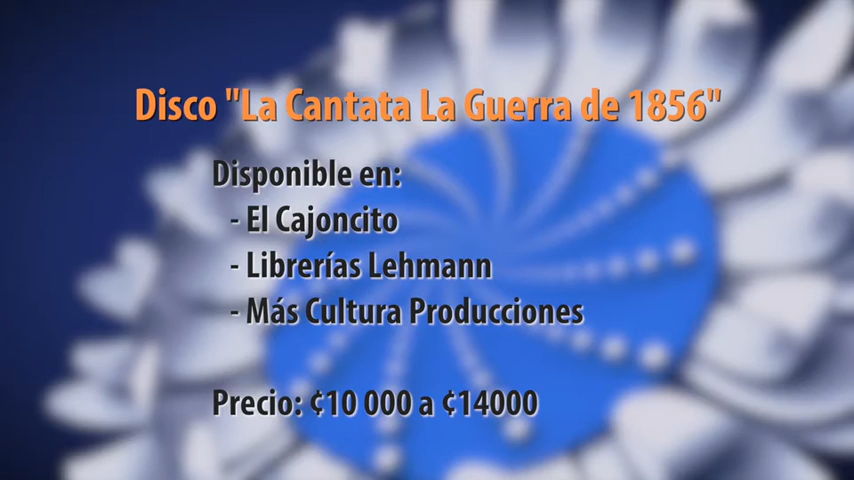 Disco "La Cantata La Guerra de 1856"
Disponible en:
- El Cajoncito
- Librerías Lehmann
- Más Cultura Producciones
Precio: ¢10 000 a ¢14000